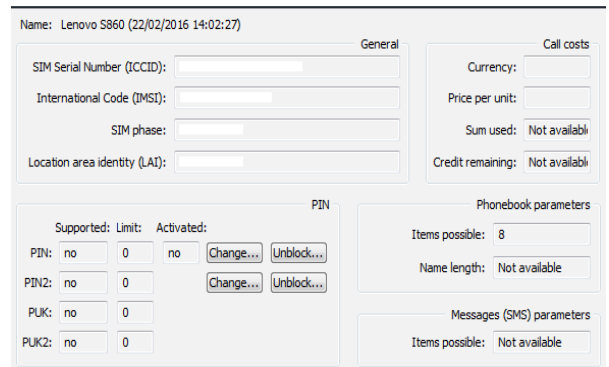 Name: Lenovo S860 (22/02/2016 14:02:27)
General
SIM Serial Number (ICCID):
International Code (IMSI):
SIM phase:
Location area identity (LAI):
Call costs
Currency:
Price per unit:
Sum used: Not availabl
Credit remaining: Not availabl
PIN
Supported: Limit: Activated:
PIN: no 0 no Change... Unblock...
PIN2: no 0 Change... Unblock...
PUK: no 0
PUK2: no 0
Phonebook parameters
Items possible: 8
Name length: Not available
Messages (SMS) parameters
Items possible: Not available